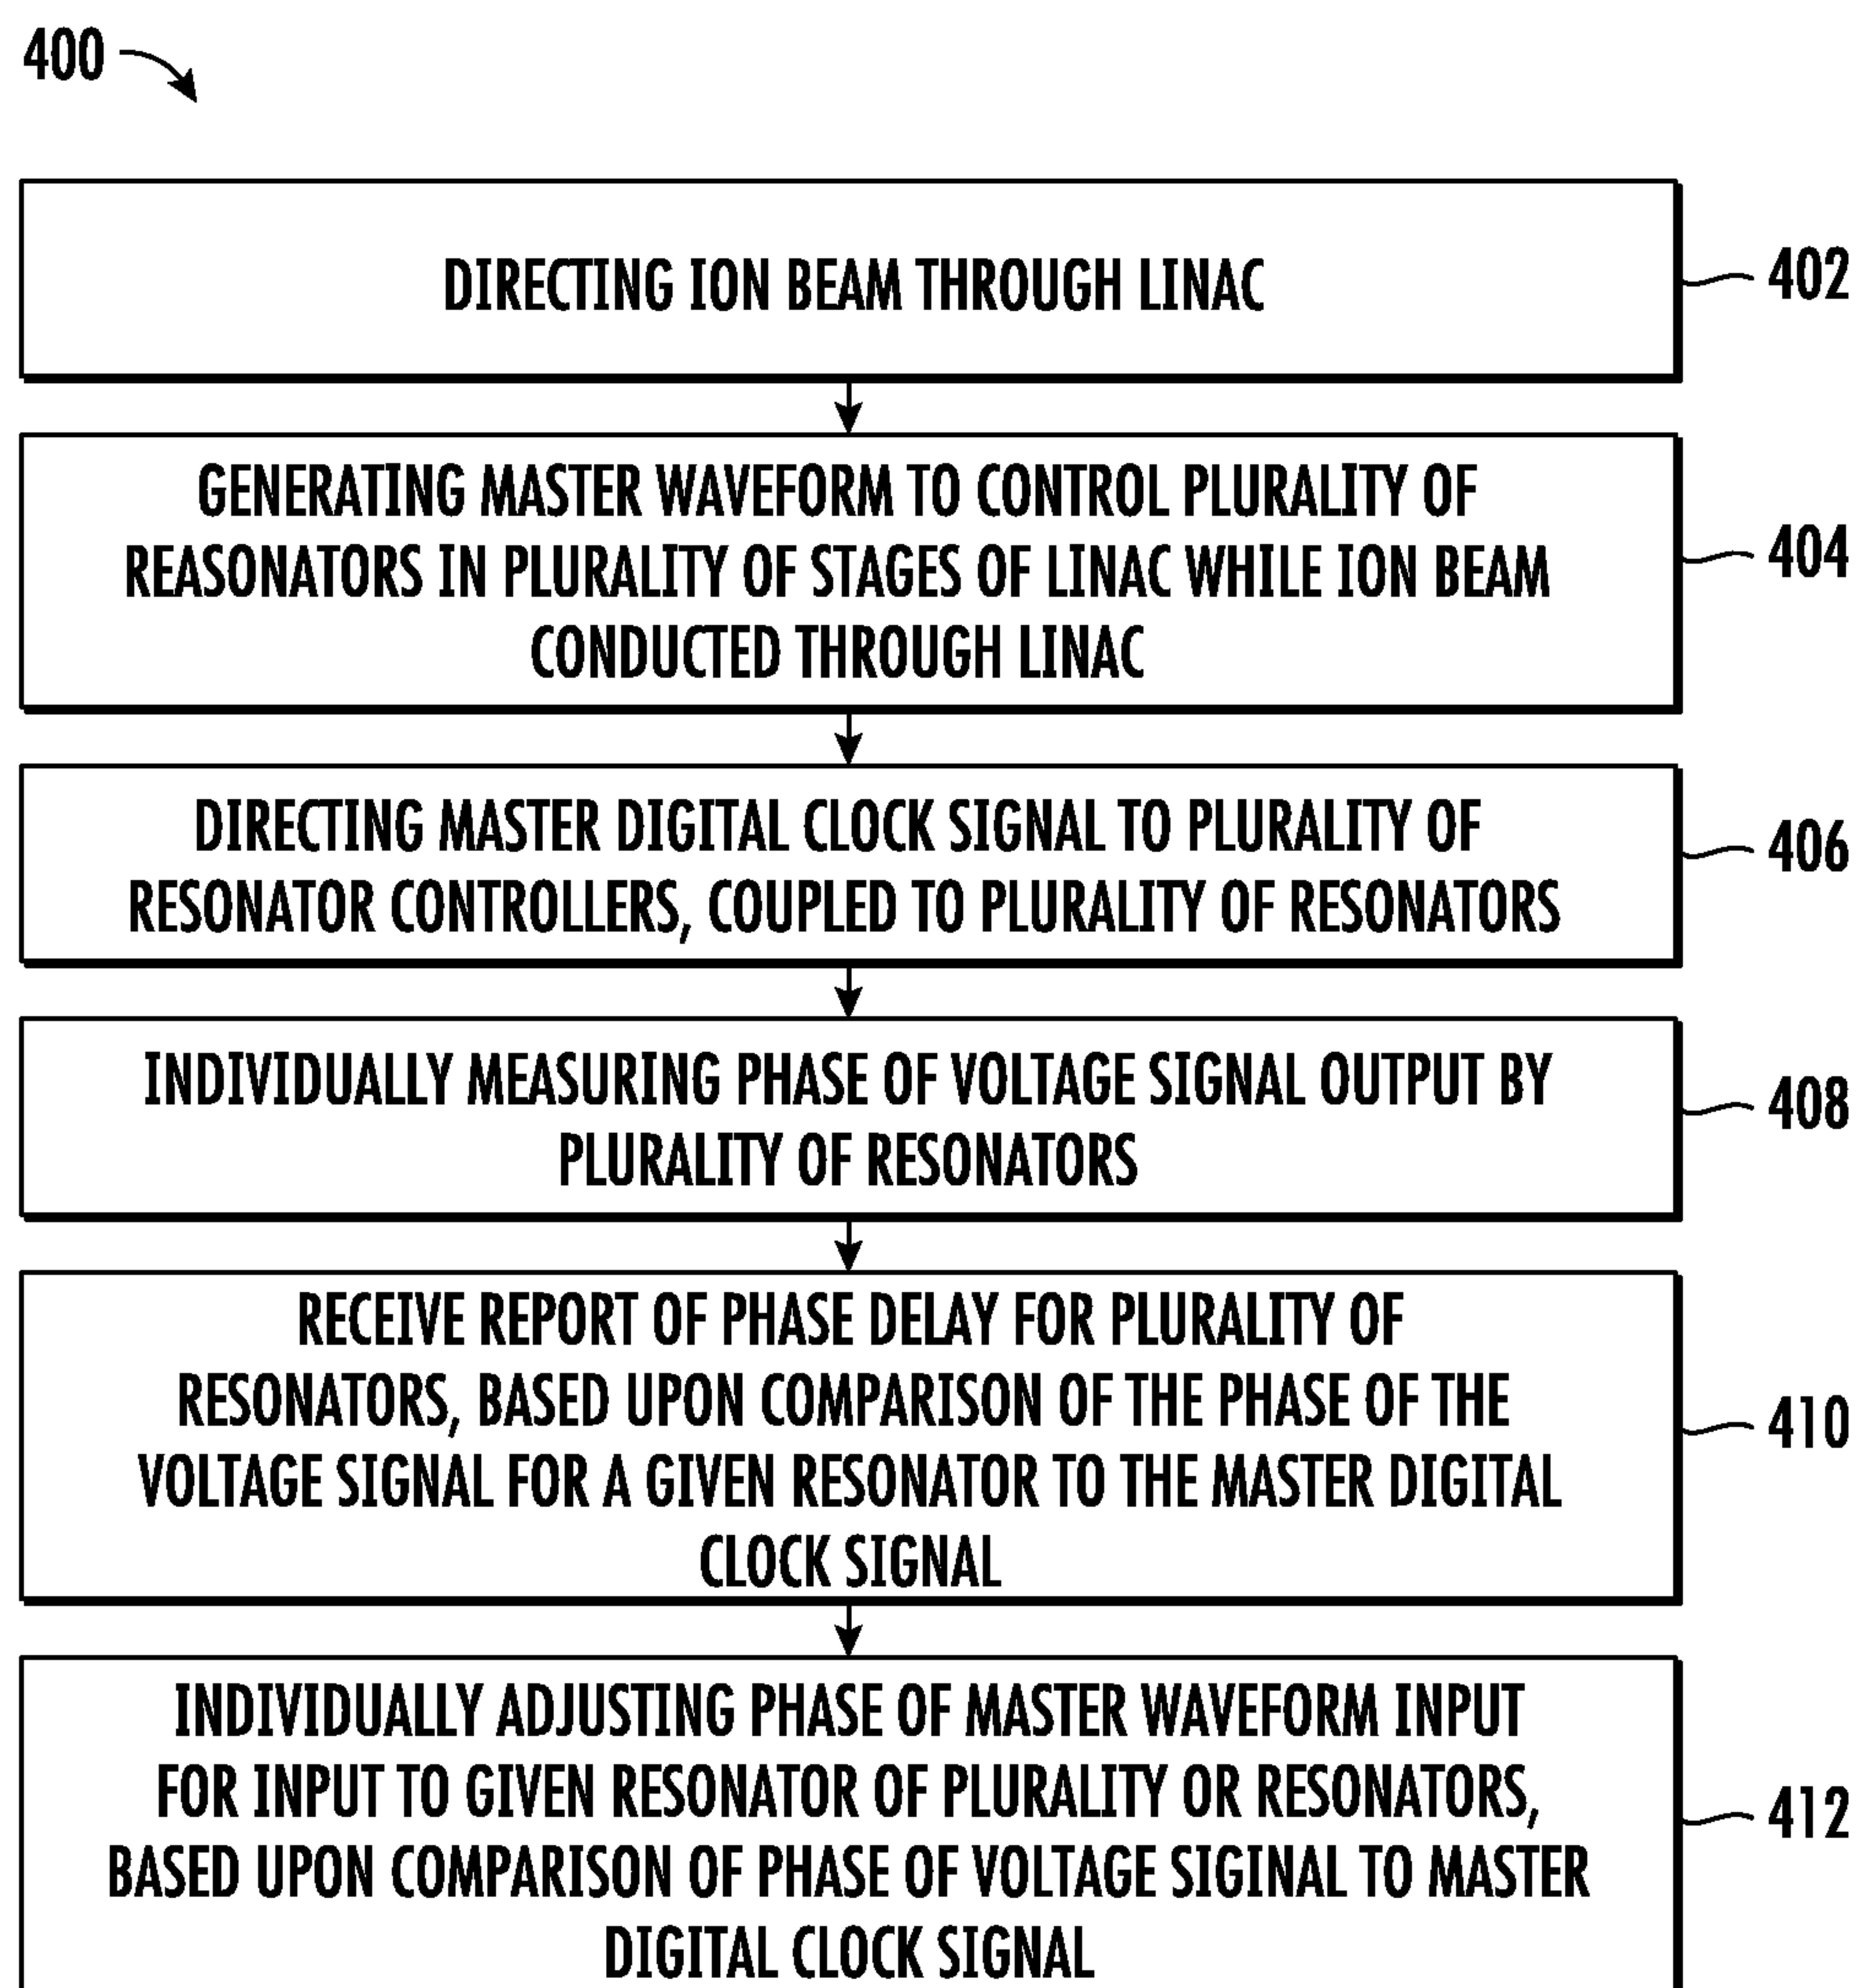 400
DIRECTING ION BEAM THROUGH LINAC
402
GENERATING MASTER WAVEFORM TO CONTROL PLURALITY OF
REASONATORS IN PLURALITY OF STAGES OF LINAC WHILE ION BEAM
CONDUCTED THROUGH LINAC
404
DIRECTING MASTER DIGITAL CLOCK SIGNAL TO PLURALITY OF
RESONATOR CONTROLLERS, COUPLED TO PLURALITY OF RESONATORS
406
INDIVIDUALLY MEASURING PHASE OF VOLTAGE SIGNAL OUTPUT BY
PLURALITY OF RESONATORS
408
RECEIVE REPORT OF PHASE DELAY FOR PLURALITY OF
RESONATORS, BASED UPON COMPARISON OF THE PHASE OF THE
VOLTAGE SIGNAL FOR A GIVEN RESONATOR TO THE MASTER DIGITAL
CLOCK SIGNAL
410
INDIVIDUALLY ADJUSTING PHASE OF MASTER WAVEFORM INPUT
FOR INPUT TO GIVEN RESONATOR OF PLURALITY OR RESONATORS,
BASED UPON COMPARISON OF PHASE OF VOLTAGE SIGINAL TO MASTER
DIGITAL CLOCK SIGNAL
412